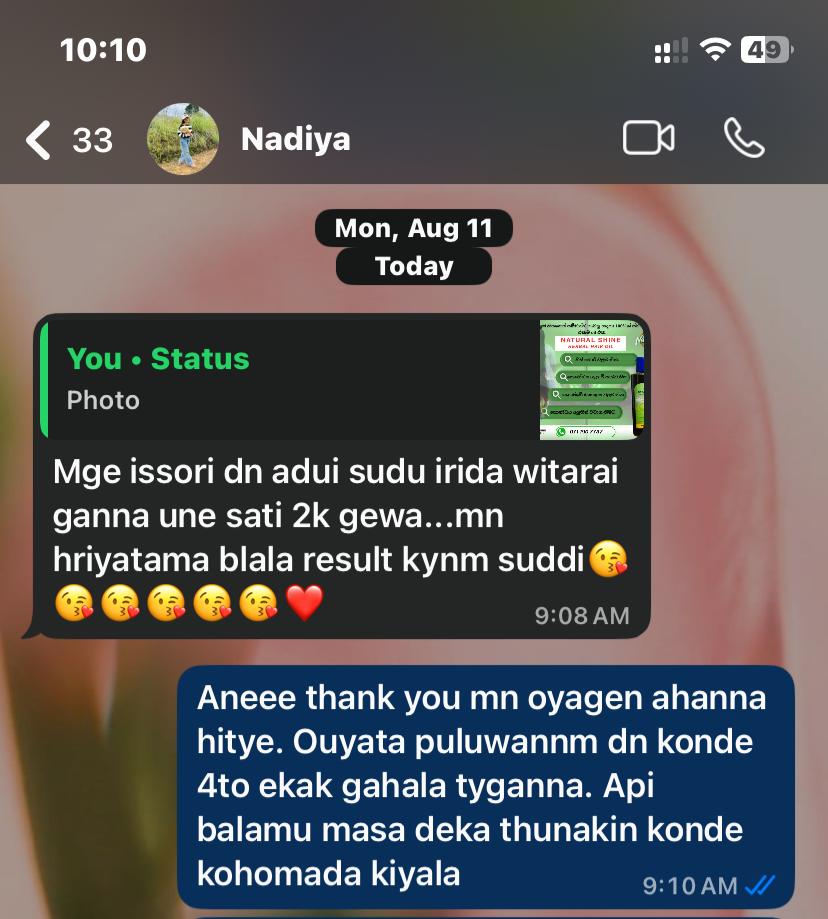 10:10
49
33
Nadiya
Mon, Aug 11
Today
You • Status
Photo
NATURAL SHINE
HERBAL HAIR OIL
Mge issori dn adui sudu irida witarai
ganna une sati 2k gewa...mn
hriyatama blala result kynm suddi😘
😘😘😘😘😘❤️
9:08 AM
Aneee thank you mn oyagen ahanna
hitye. Ouyata puluwannm dn konde
4to ekak gahala tyganna. Api
balamu masa deka thunakin konde
kohomada kiyala
9:10 AM